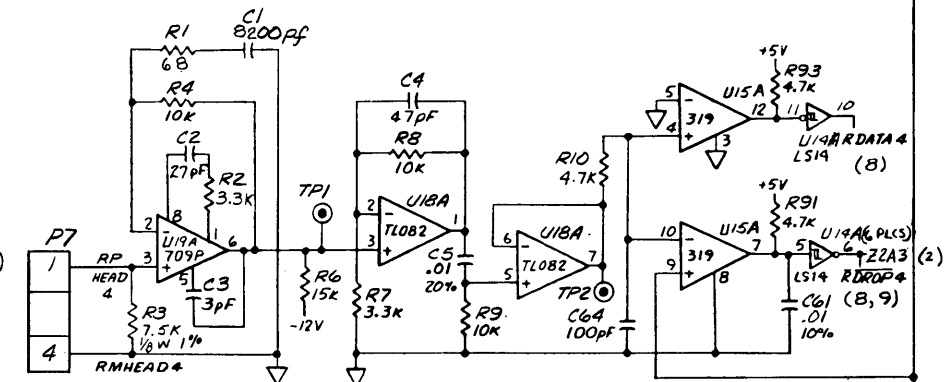 R1
68
C1
8200pf
R4
10K
C2
27pF
R2
3.3K
8
1
2
3
U19A
709P
6
5
C3
3pF
P7
1
4
RP
HEAD
4
R3
7.5K
1/8 W 1%
RMHEAD4
TP1
R6
15K
-12V
C4
47pF
R8
10K
2
3
U18A
TL082
1
R7
3.3K
C5
.01
20%
R9
10K
6
5
U18A
TL082
7
TP2
R10
4.7K
C64
100pF
5
4
U15A
319
12
3
+5V
R93
4.7K
11
10
LS14
RDATA4
(8)
10
9
U15A
319
7
8
+5V
R91
4.7K
5
U14A (6 PLCS)
6
LS14
Z2A3
(2)
RDROP4
(8,9)
C61
.01
10%
)